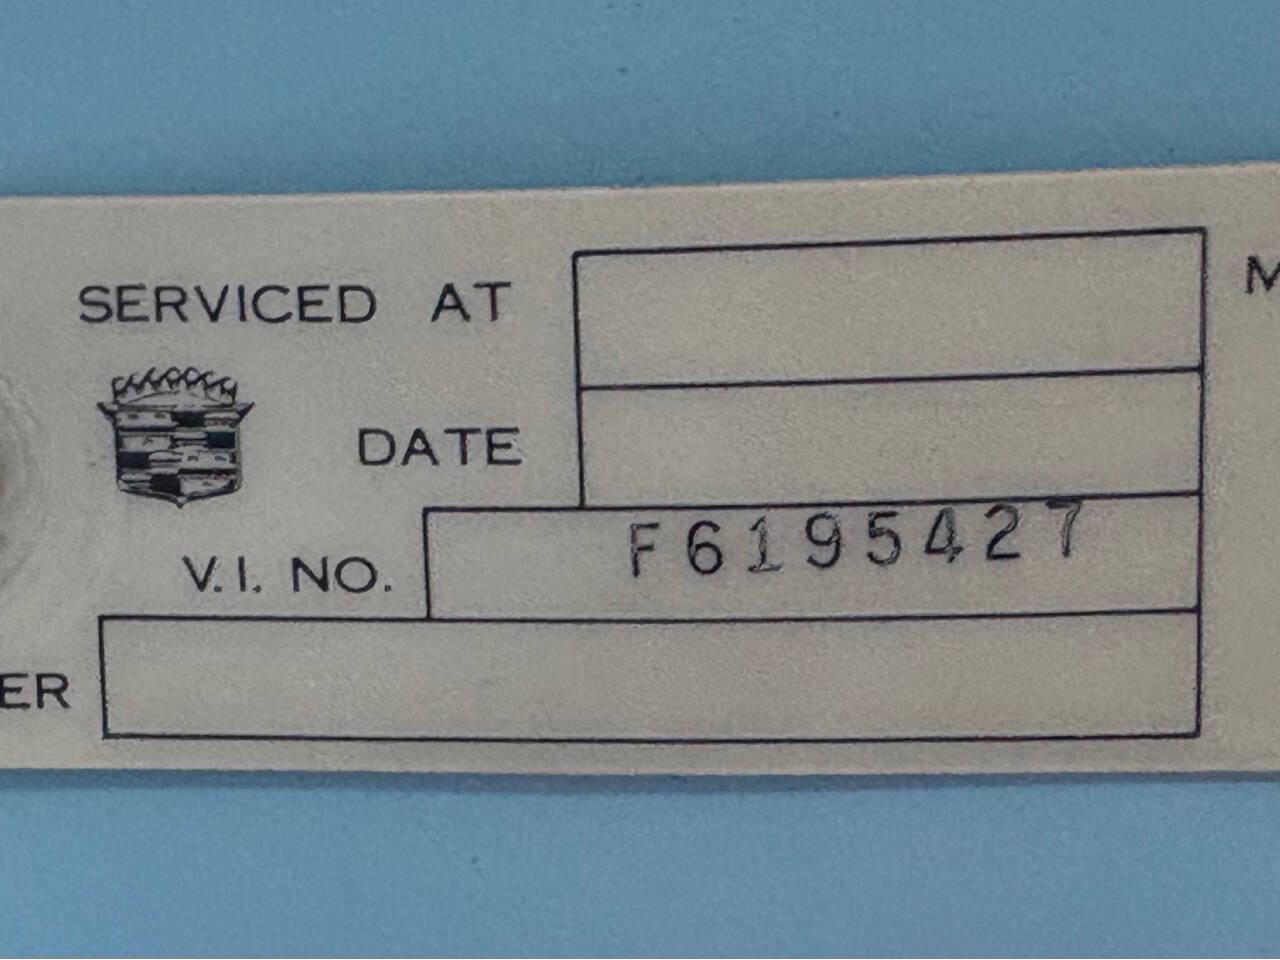 SERVICED AT
M
DATE
V.I. NO. F6195427
ER